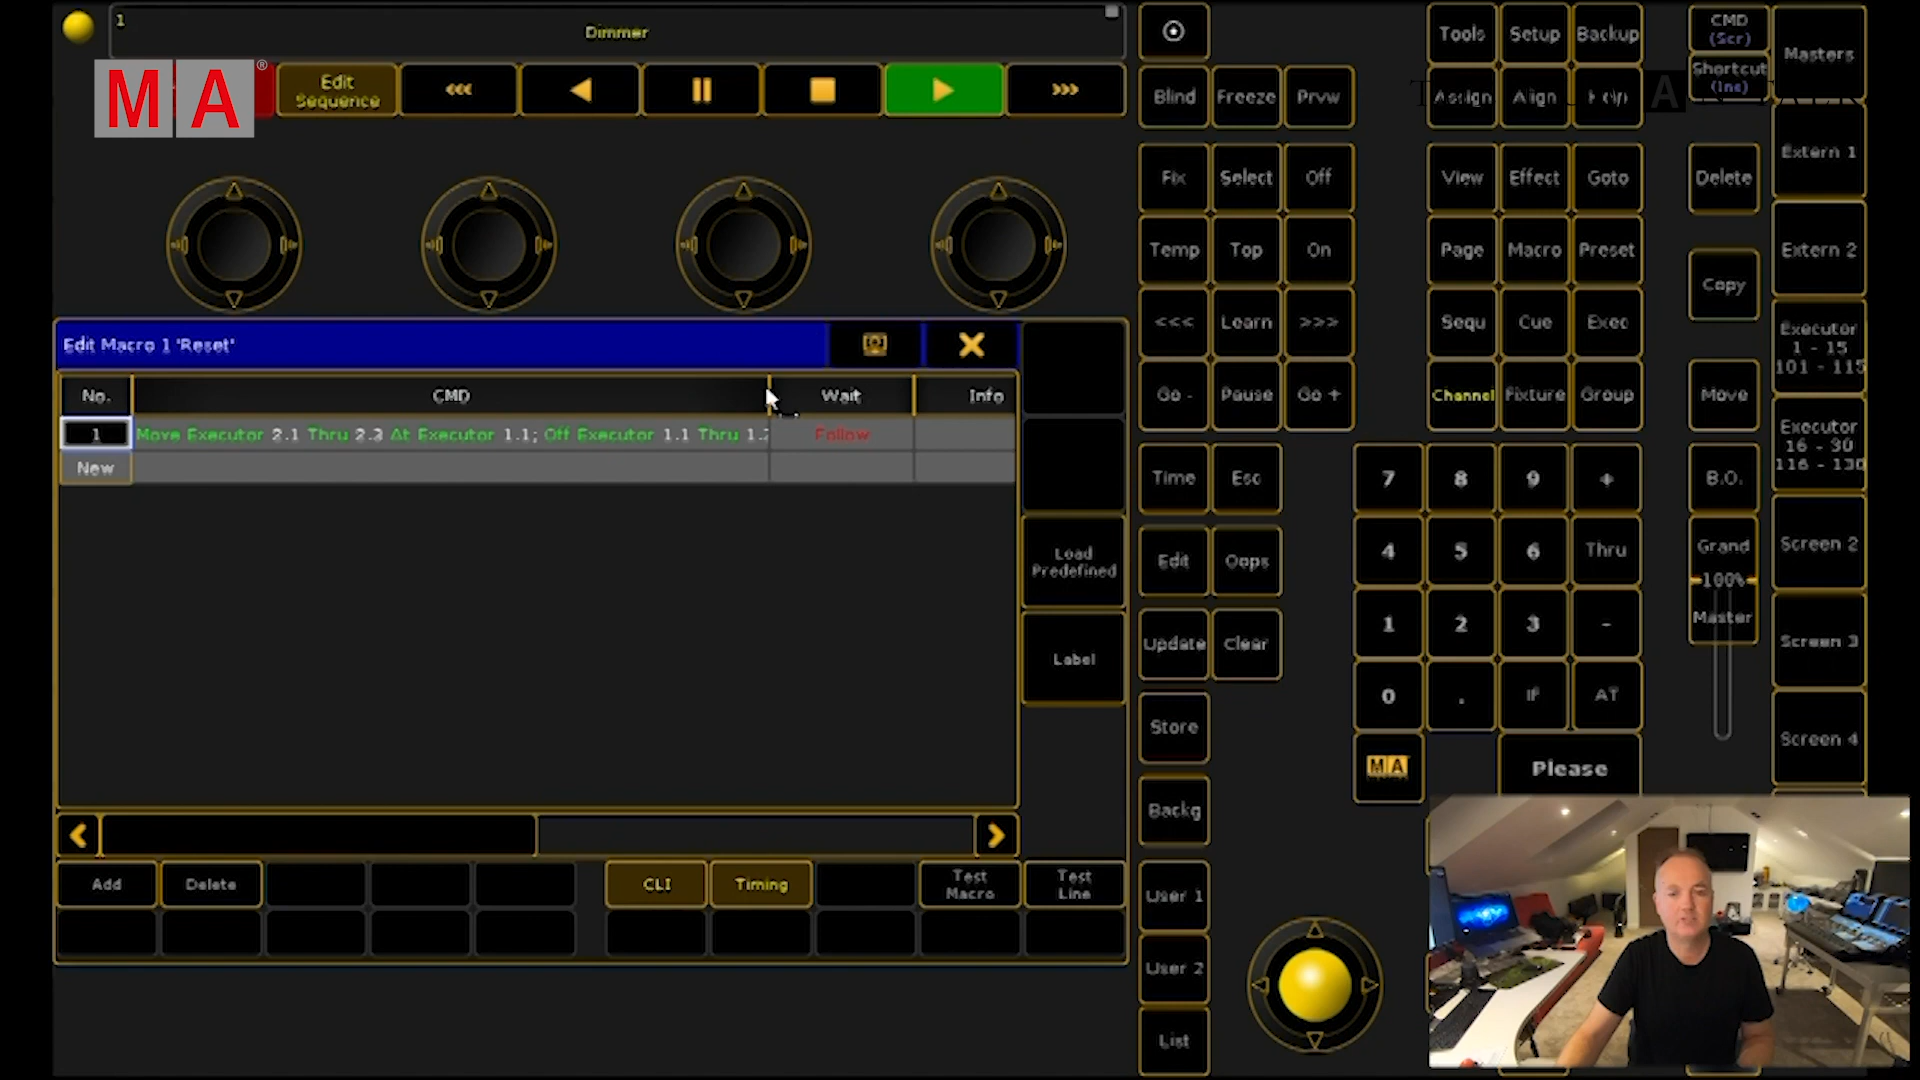 1
Dimmer
MA®
Edit
Sequence
Tools Setup Backup
CMD
(Scr)
Masters
Blind Freeze Prvw
Assign Align Help
Shortcut
(Ins)
Extern 1
Fix Select Off
View Effect Goto
Delete
Temp Top On
Page Macro Preset
Extern 2
Copy
<<< Learn >>>
Sequ Cue Exec
Executor
1 - 15
101 - 115
Edit Macro 1 'Reset'
No. CMD Wait Info
1 Move Executor 2.1 Thru 2.3 At Executor 1.1; Off Executor 1.1 Thru 1. Follow
New
Go - Pause Go +
Channel Fixture Group
Move
Executor
16 - 30
116 - 130
Time Esc
7 8 9 +
B.O.
Load
Predefined
Edit Oops
4 5 6 Thru
Grand
100%
Master
Screen 2
Label
Update Clear
1 2 3 -
Screen 3
Store
0 . If AT
Screen 4
MA
Please
Backg
Add Delete CLI Timing
Test
Macro
Test
Line
User 1
User 2
List